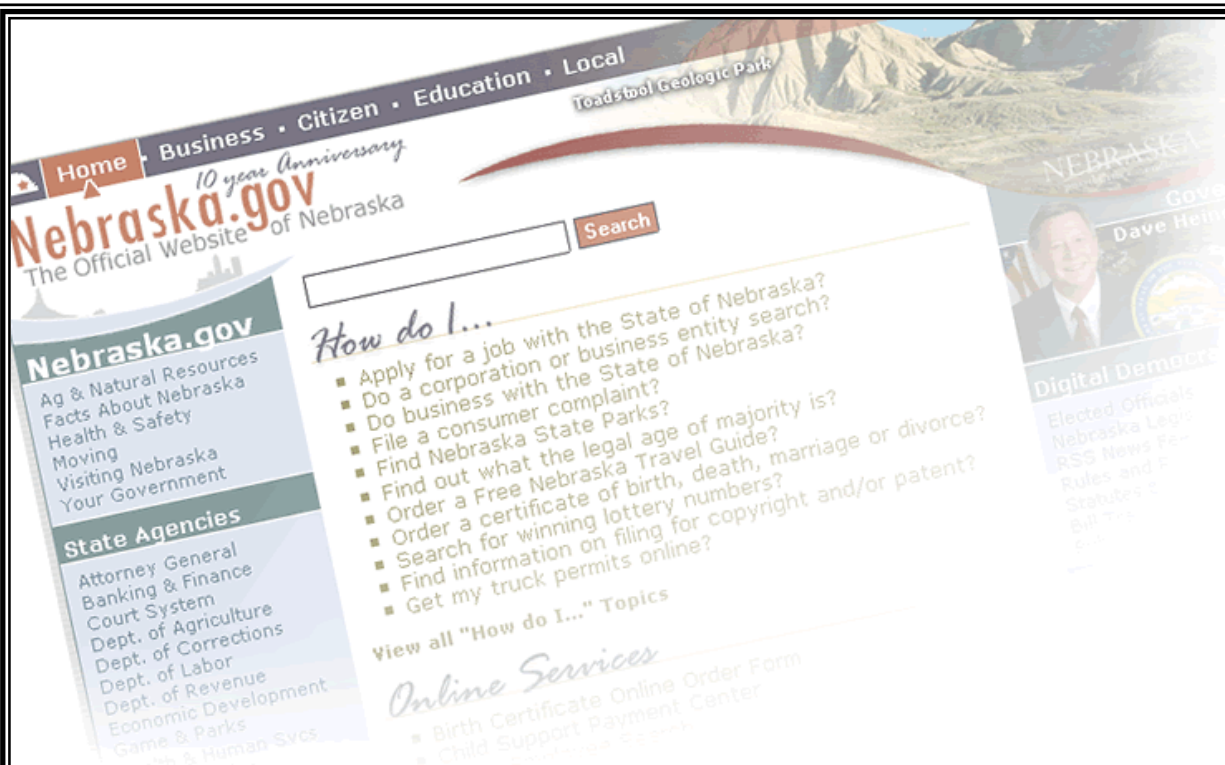 Home ▪ Business ▪ Citizen ▪ Education ▪ Local
Toadstool Geologic Park
NEBRASKA
10 year Anniversary
Nebraska.gov
The Official Website of Nebraska
Search
Dave
Nebraska.gov
Ag & Natural Resources
Facts About Nebraska
Health & Safety
Moving
Visiting Nebraska
Your Government
State Agencies
Attorney General
Banking & Finance
Court System
Dept. of Agriculture
Dept. of Corrections
Dept. of Labor
Dept. of Revenue
Economic Development
Game & Parks
& Human Svcs
How do I...
▪ Apply for a job with the State of Nebraska?
▪ Do a corporation or business entity search?
▪ Do business with the State of Nebraska?
▪ File a consumer complaint?
▪ Find Nebraska State Parks?
▪ Find out what the legal age of majority is?
▪ Order a Free Nebraska Travel Guide?
▪ Order a certificate of birth, death, marriage or divorce?
▪ Search for winning lottery numbers?
▪ Find information on filing for copyright and/or patent?
▪ Get my truck permits online?
View all "How do I..." Topics
Online Services
▪ Birth Certificate Online Order Form
▪ Child Support Payment Center
Digital
Elected Officials
Nebraska
RSS News
Rules and
Statutes